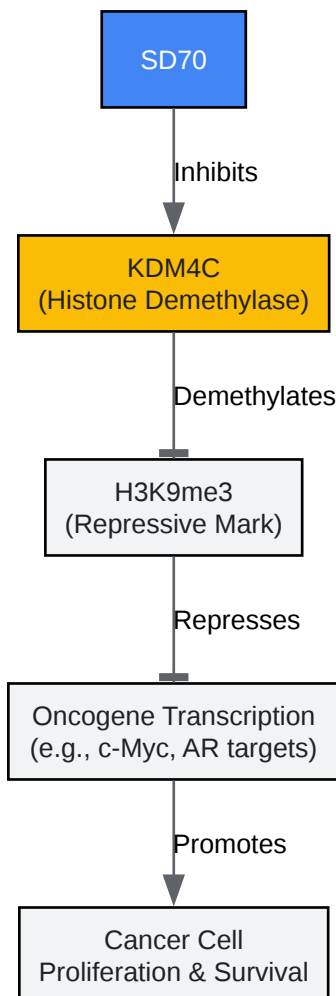 SD70
Inhibits
KDM4C
(Histone Demethylase)
Demethylates
H3K9me3
(Repressive Mark)
Represses
Oncogene Transcription
(e.g., c-Myc, AR targets)
Promotes
Cancer Cell
Proliferation & Survival